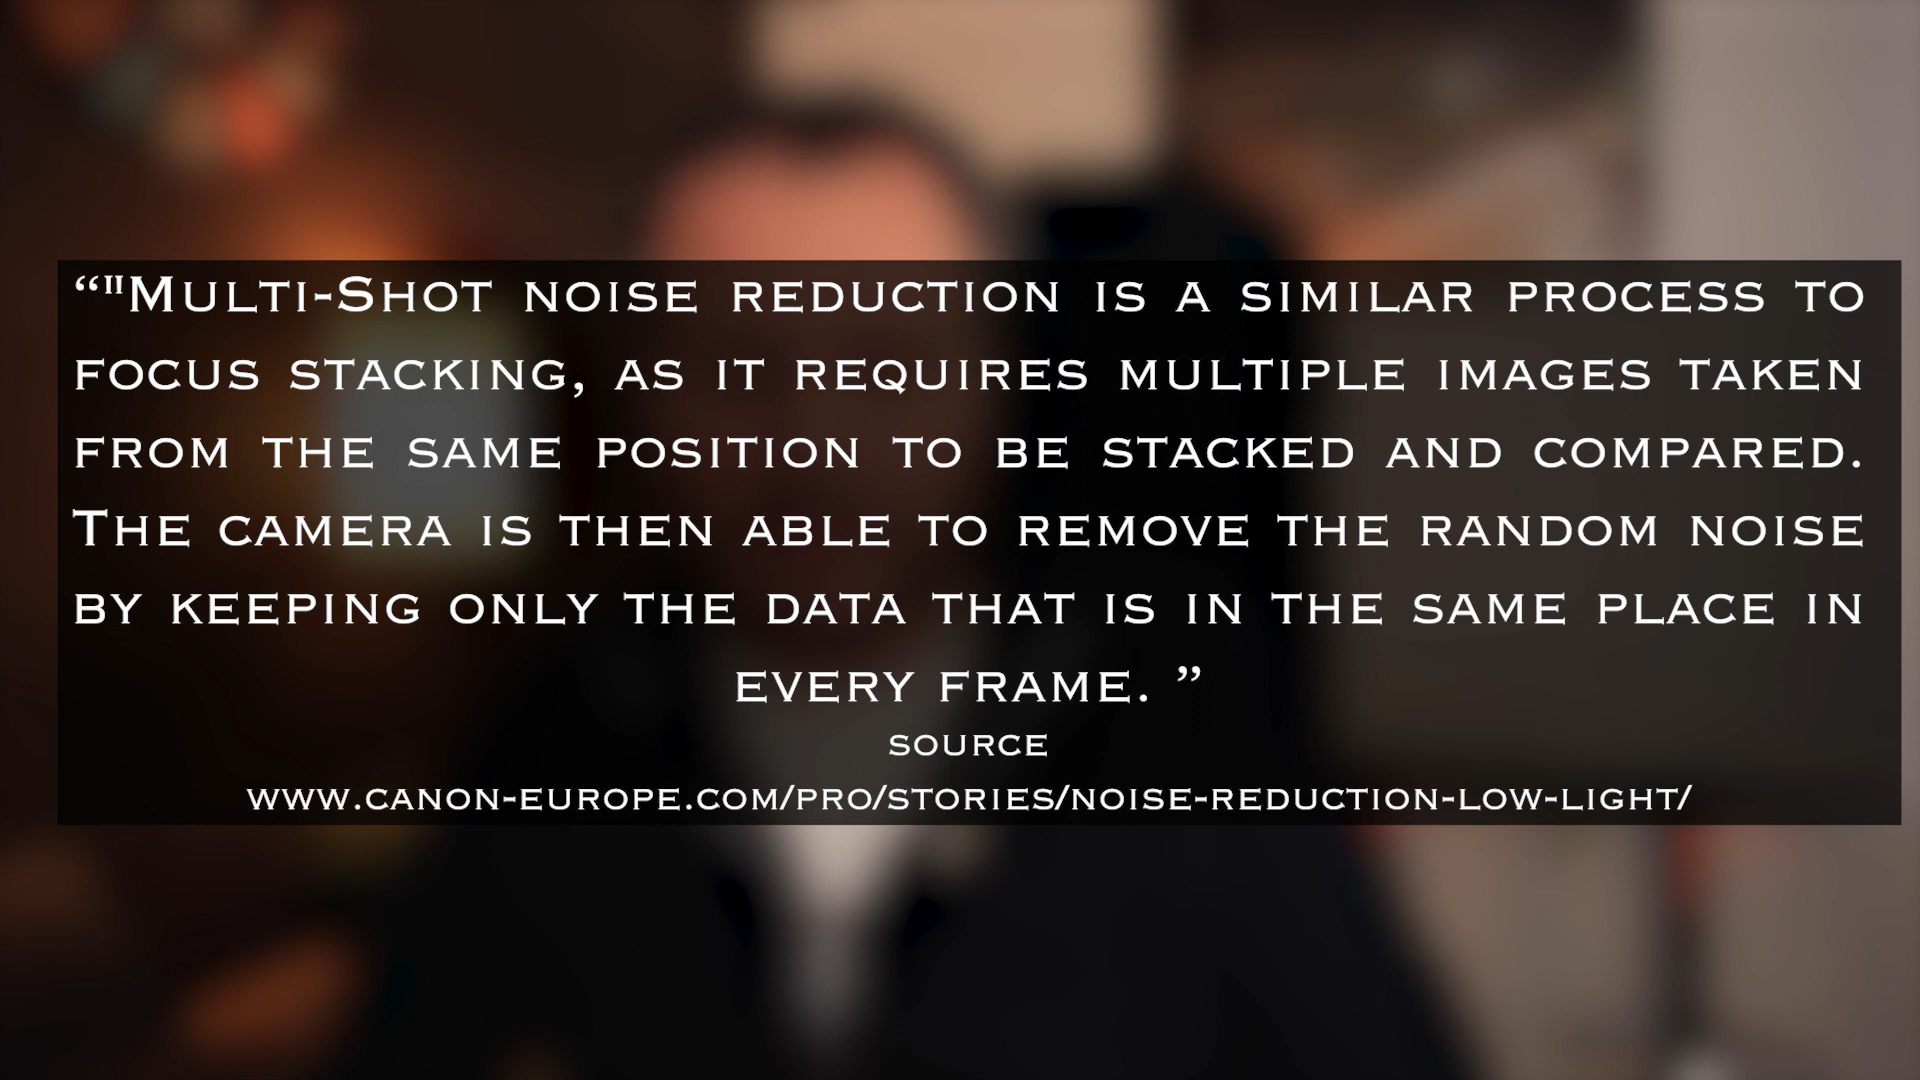 “"Multi-Shot noise reduction is a similar process to
focus stacking, as it requires multiple images taken
from the same position to be stacked and compared.
The camera is then able to remove the random noise
by keeping only the data that is in the same place in
every frame. ”
source
www.canon-europe.com/pro/stories/noise-reduction-low-light/